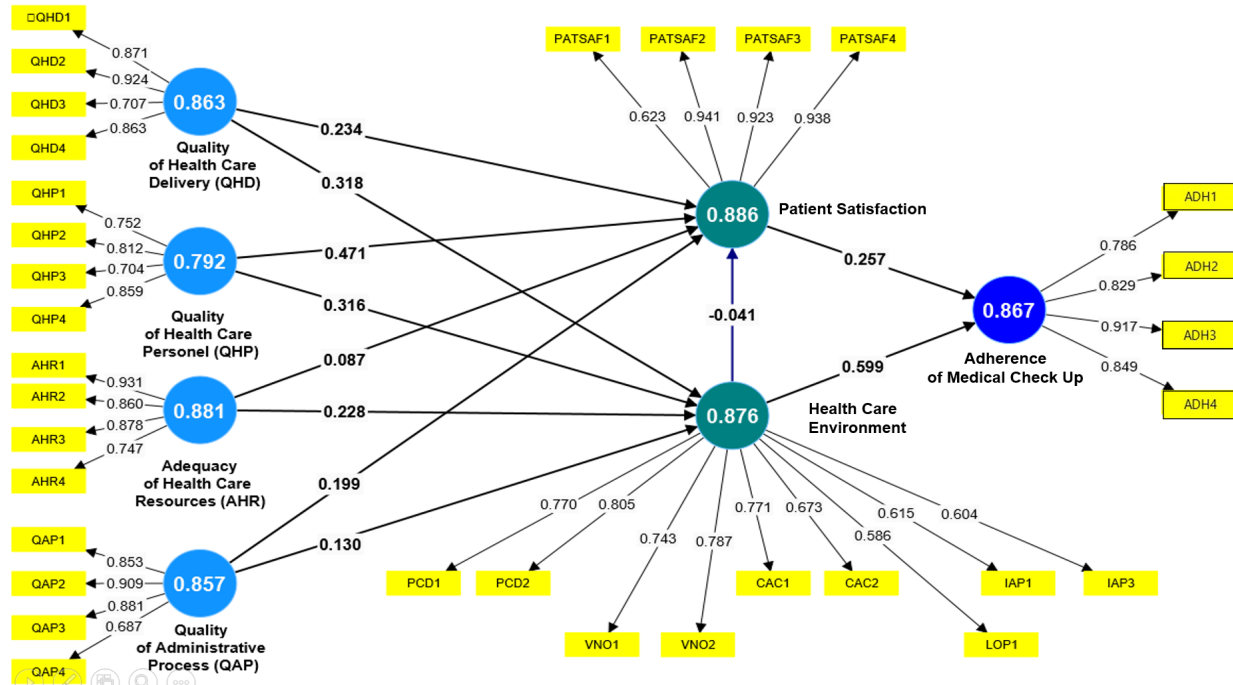 □QHD1
0.871
QHD2
0.924
QHD3
0.707
QHD4
0.863
0.863
Quality
of Health Care
Delivery (QHD)
0.234
0.318
QHP1
0.752
QHP2
0.812
QHP3
0.704
QHP4
0.859
0.792
Quality
of Health Care
Personel (QHP)
0.471
0.316
AHR1
0.931
AHR2
0.860
AHR3
0.878
AHR4
0.747
0.881
Adequacy
of Health Care
Resources (AHR)
0.087
0.228
QAP1
0.853
QAP2
0.909
QAP3
0.881
QAP4
0.687
0.857
Quality
of Administrative
Process (QAP)
0.199
0.130
PATSAF1
PATSAF2
PATSAF3
PATSAF4
0.623
0.941
0.923
0.938
0.886
Patient Satisfaction
-0.041
0.257
0.599
0.876
Health Care
Environment
0.770
0.805
0.743
0.787
0.771
0.673
0.586
0.615
0.604
PCD1
PCD2
CAC1
CAC2
IAP1
IAP3
VNO1
VNO2
LOP1
0.867
Adherence
of Medical Check Up
0.786
0.829
0.917
0.849
ADH1
ADH2
ADH3
ADH4